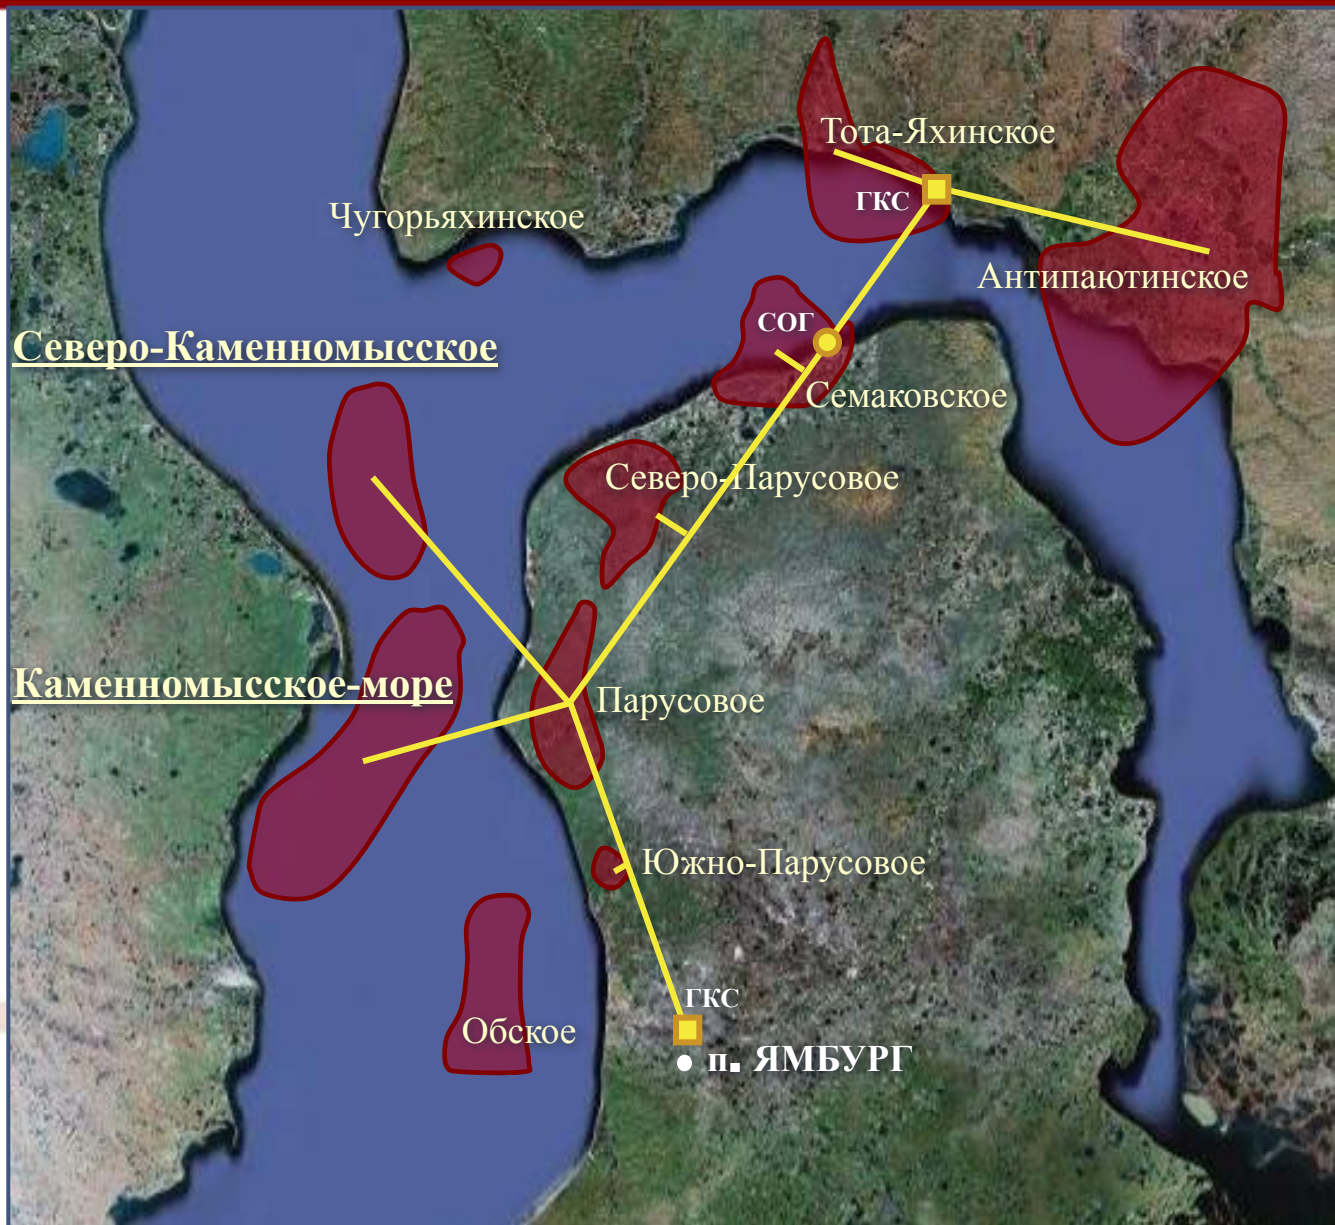 Тота-Яхинское
ГКС
Чугорьяхинское
Антипаютинское
СОГ
Северо-Каменномысское
Семаковское
Северо-Парусовое
Каменномысское-море
Парусовое
Южно-Парусовое
ГКС
Обское
п. ЯМБУРГ